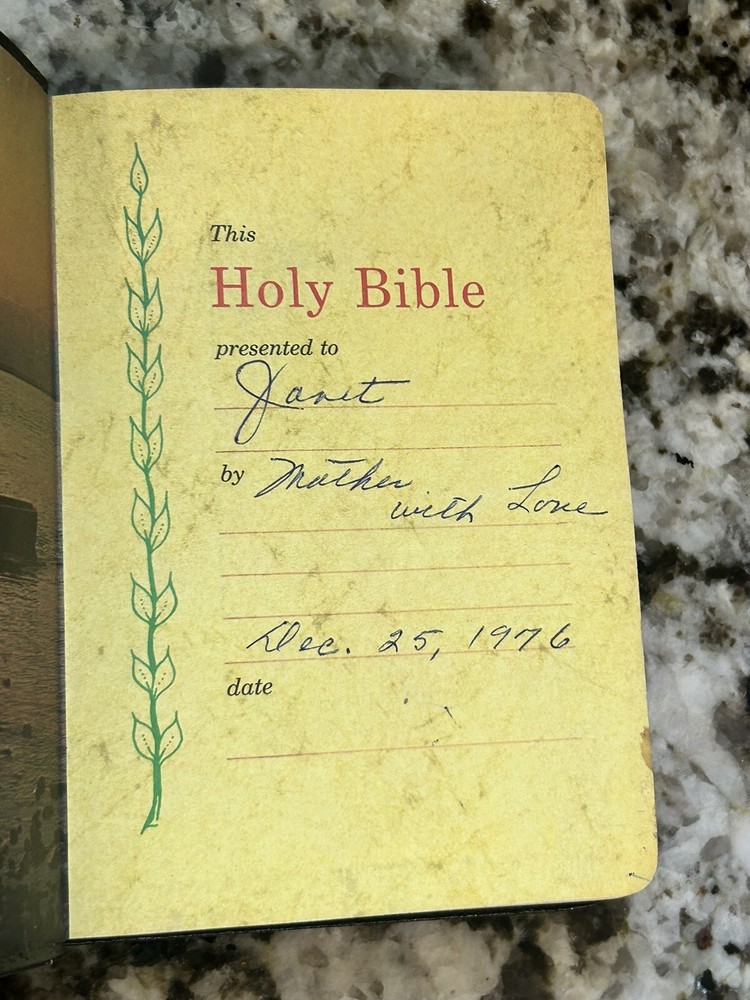 This
Holy Bible
presented to
Janet
by Mother
with Love
Dec. 25, 1976
date